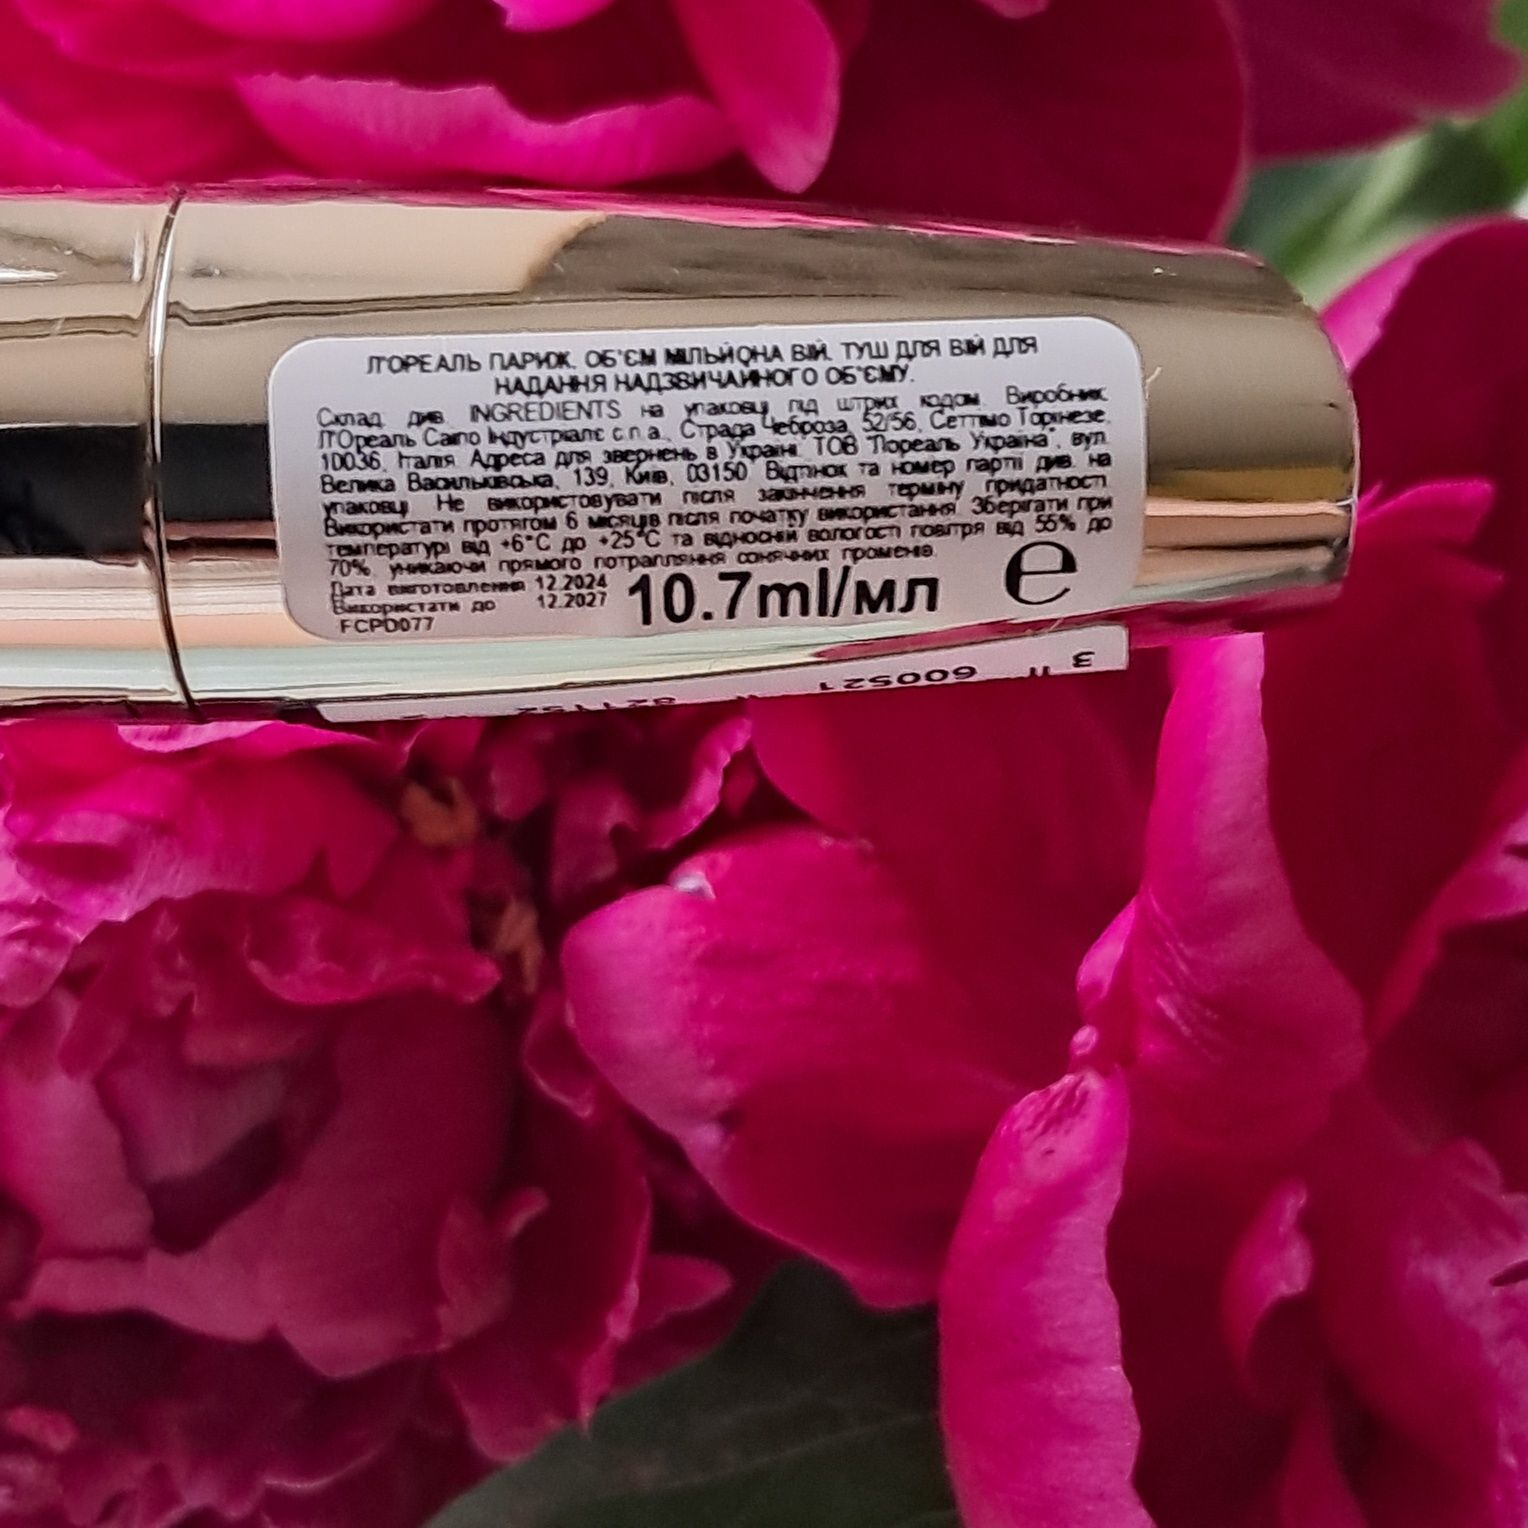 Л'ОРЕАЛЬ ПАРИЖ. ОБ'ЄМ МІЛЬЙОНА ВІЙ. ТУШ ДЛЯ ВІЙ ДЛЯ
НАДАННЯ НАДЗВИЧАЙНОГО ОБ'ЄМУ.
Склад: див. INGREDIENTS на упаковці під штрих кодом. Виробник:
Л'Ореаль Саіпо Індустріалє с.п.а., Страда Чеброза, 52/56, Сеттімо Торінезе,
10036, Італія. Адреса для звернень в Україні: ТОВ "Лореаль Україна", вул.
Велика Васильківська, 139, Київ, 03150. Відтінок та номер партії див. на
упаковці. Не використовувати після закінчення терміну придатності.
Використати протягом 6 місяців після початку використання. Зберігати при
температурі від +6°С до +25°С та відносній вологості повітря від 55% до
70%, уникаючи прямого потрапляння сонячних променів.
Дата виготовлення 12.2024
Використати до 12.2027
FCPD077
10.7ml/мл e
3 600521